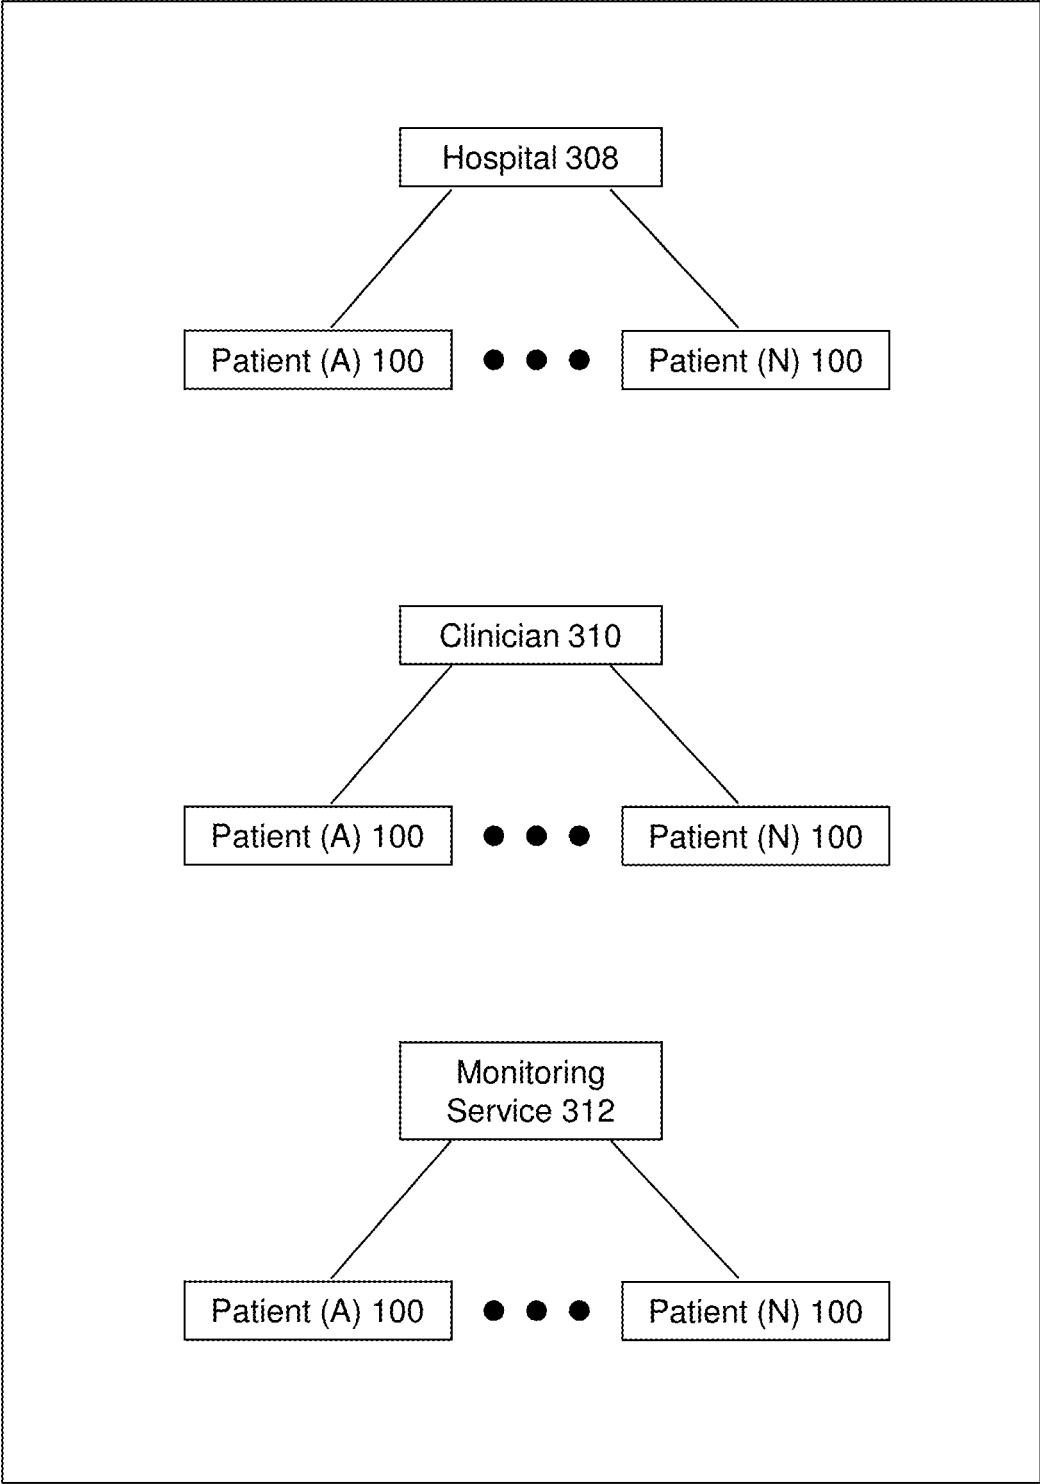 Hospital 308
Patient (A) 100 ● ● ● Patient (N) 100
Clinician 310
Patient (A) 100 ● ● ● Patient (N) 100
Monitoring
Service 312
Patient (A) 100 ● ● ● Patient (N) 100